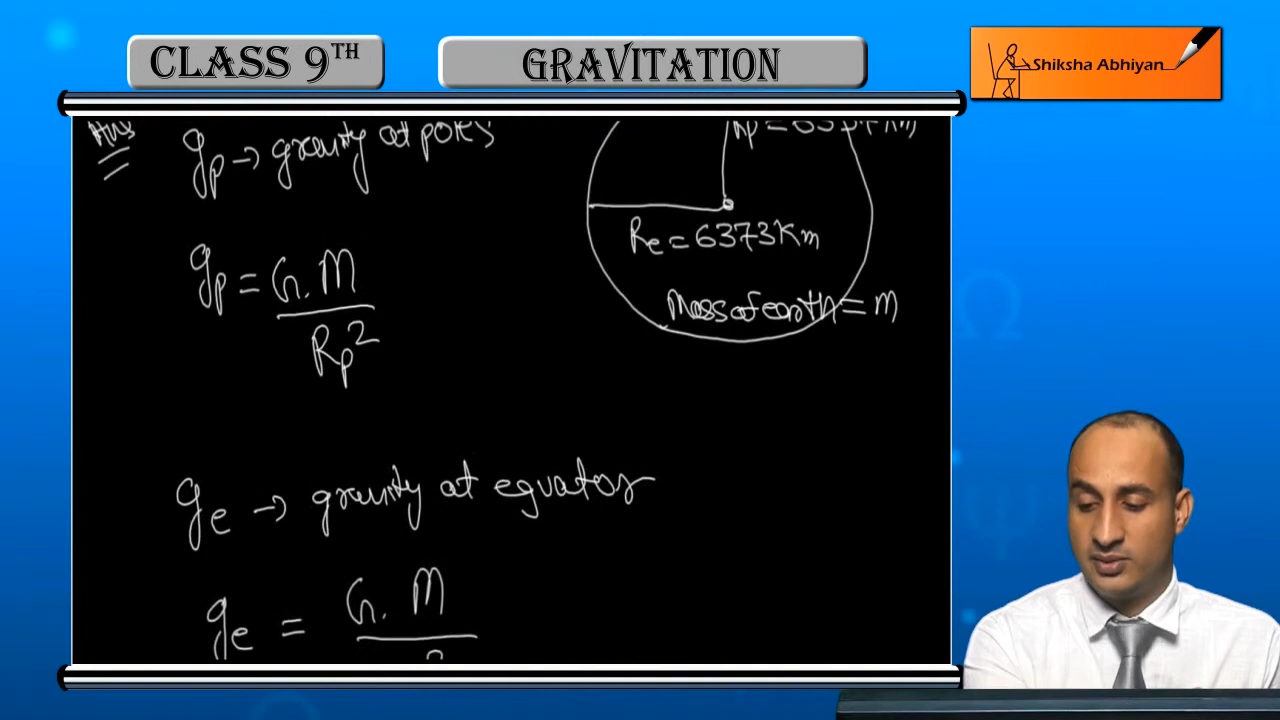 CLASS 9TH
GRAVITATION
Shiksha Abhiyan
Ans
gp → gravity at poles
Re = 6373 Km
Mass of earth = M
gp = G.M
Rp²
ge → gravity at equator
ge = G. M